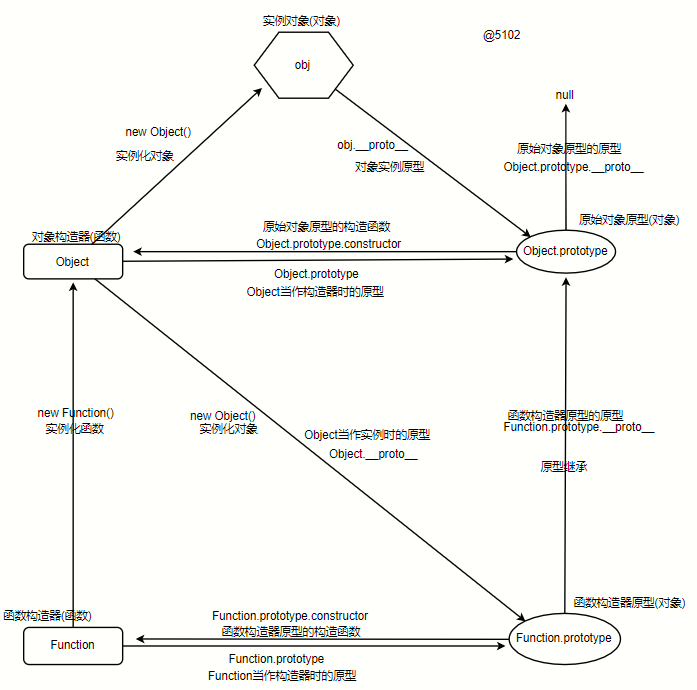 实例对象(对象)
@5102
obj
null
new Object()
实例化对象
obj.__proto__
对象实例原型
原始对象原型的原型
Object.prototype.__proto__
对象构造器(函数)
原始对象原型的构造函数
Object.prototype.constructor
原始对象原型(对象)
Object
Object.prototype
Object.prototype
Object当作构造器时的原型
new Function()
实例化函数
new Object()
实例化对象
Object当作实例时的原型
Object.__proto__
函数构造器原型的原型
Function.prototype.__proto__
原型继承
函数构造器(函数)
Function.prototype.constructor
函数构造器原型的构造函数
函数构造器原型(对象)
Function
Function.prototype
Function.prototype
Function当作构造器时的原型